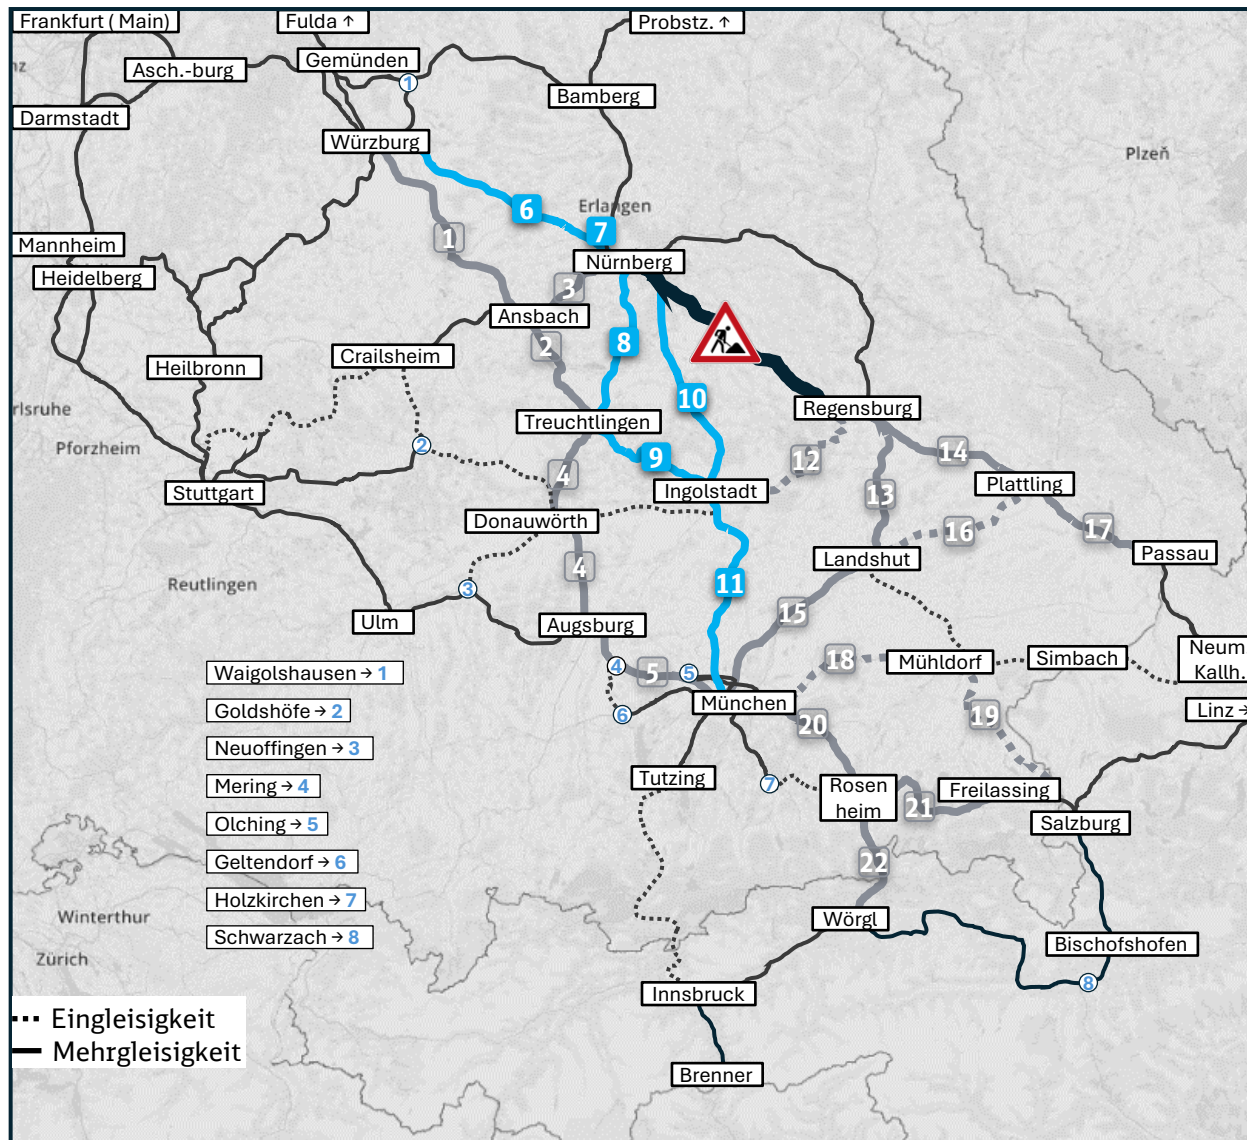 Frankfurt ( Main)
Fulda ↑
Probstz. ↑
Gemünden
Asch.-burg
1
Bamberg
Darmstadt
Würzburg
Plzeň
6
Erlangen
7
1
Mannheim
Nürnberg
Heidelberg
3
Ansbach
2
8
Crailsheim
Heilbronn
10
Regensburg
rlsruhe
Treuchtlingen
Pforzheim
2
9
12
14
4
Stuttgart
Ingolstadt
13
Plattling
Donauwörth
16
17
Landshut
Passau
4
11
Reutlingen
3
Ulm
Augsburg
15
Neum.
Kallh.
4
5
5
18
Mühldorf
Simbach
Waigolshausen → 1
München
Linz →
Goldshöfe → 2
6
20
19
Neuoffingen → 3
Tutzing
7
Rosen
heim
Freilassing
Mering → 4
21
Olching → 5
Salzburg
Geltendorf → 6
22
Holzkirchen → 7
Winterthur
Wörgl
Schwarzach → 8
Bischofshofen
Zürich
8
Innsbruck
Eingleisigkeit
Mehrgleisigkeit
Brenner